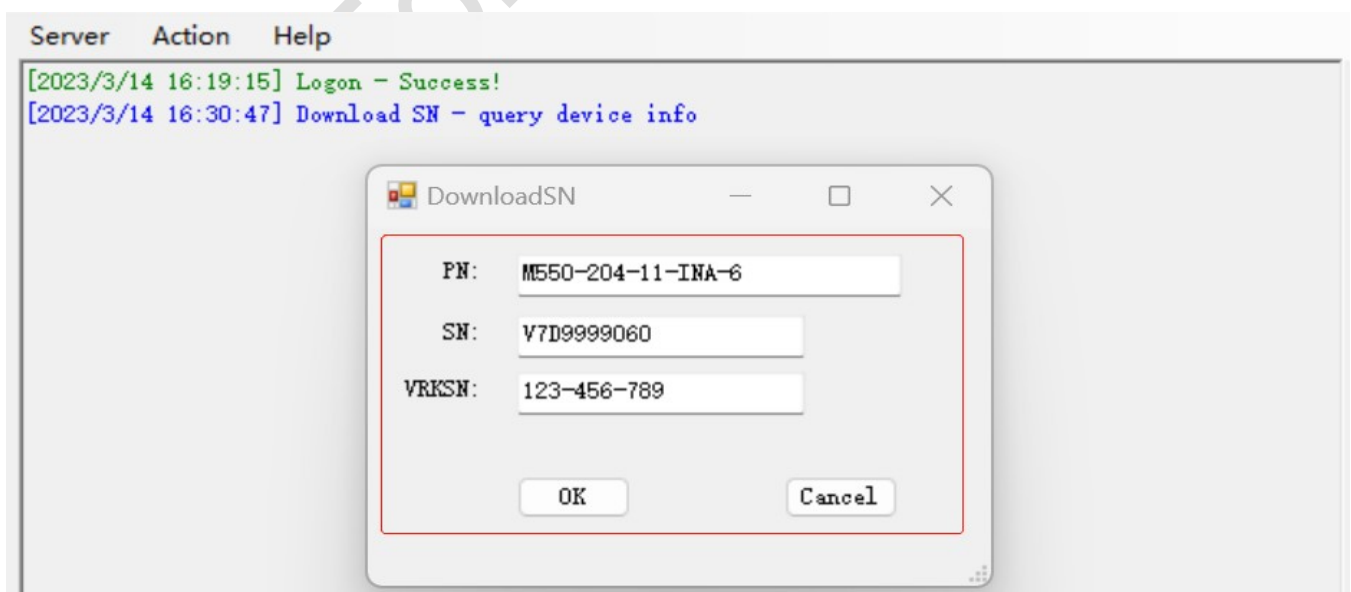 Server Action Help
[2023/3/14 16:19:15] Logon - Success!
[2023/3/14 16:30:47] Download SN - query device info
DownloadSN
PN: M550-204-11-INA-6
SN: V7D9999060
VRKSN: 123-456-789
OK Cancel